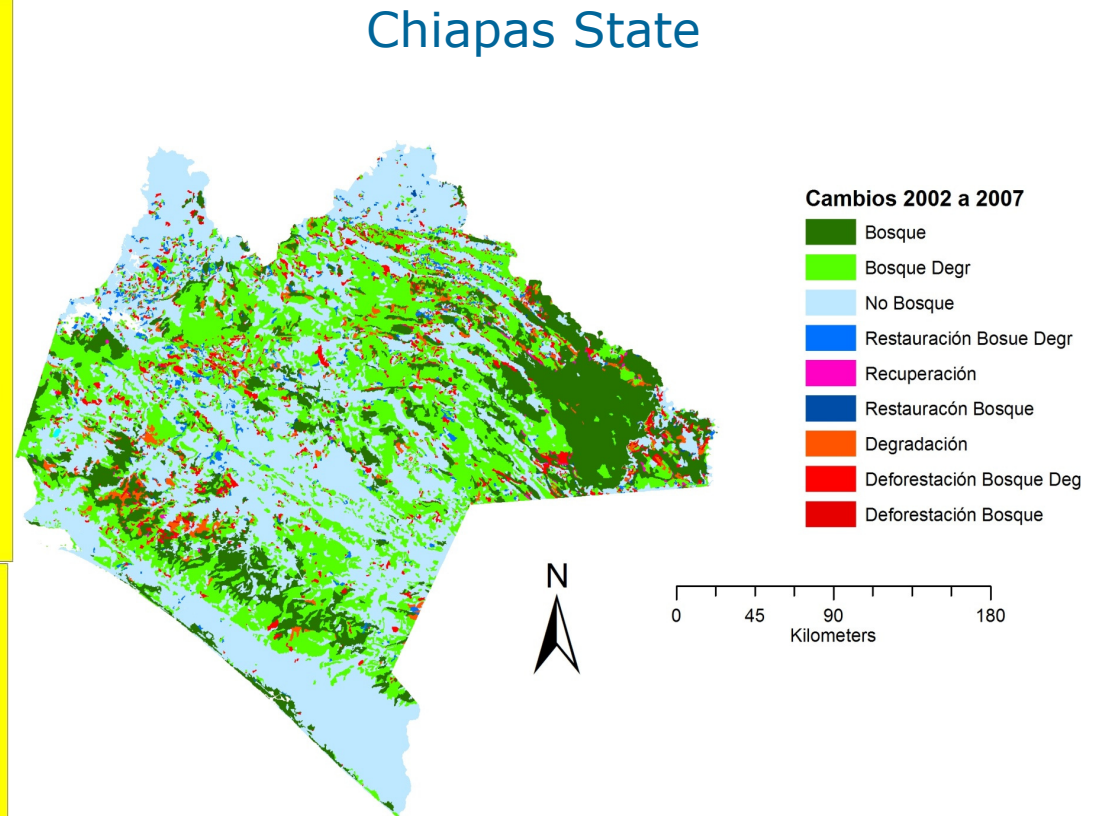 Chiapas State
Cambios 2002 a 2007
Bosque
Bosque Degr
No Bosque
Restauración Bosue Degr
Recuperación
Restauracón Bosque
Degradación
Deforestación Bosque Deg
Deforestación Bosque
N
0 45 90 180
Kilometers